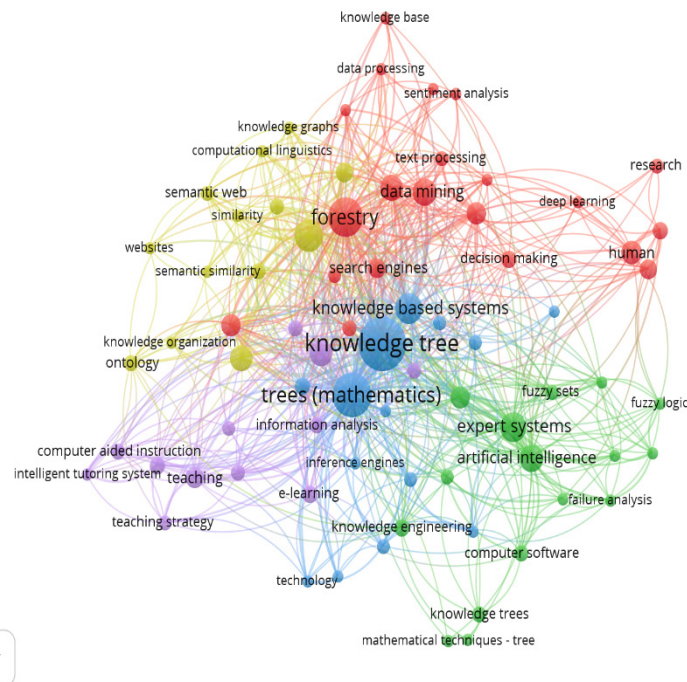 knowledge base
data processing
sentiment analysis
knowledge graphs
computational linguistics
text processing
research
semantic web
data mining
deep learning
similarity
forestry
websites
human
decision making
semantic similarity
search engines
knowledge based systems
knowledge organization
knowledge tree
ontology
trees (mathematics)
fuzzy sets
fuzzy logic
information analysis
expert systems
computer aided instruction
artificial intelligence
inference engines
intelligent tutoring system
teaching
e-learning
failure analysis
teaching strategy
knowledge engineering
computer software
technology
knowledge trees
mathematical techniques - tree